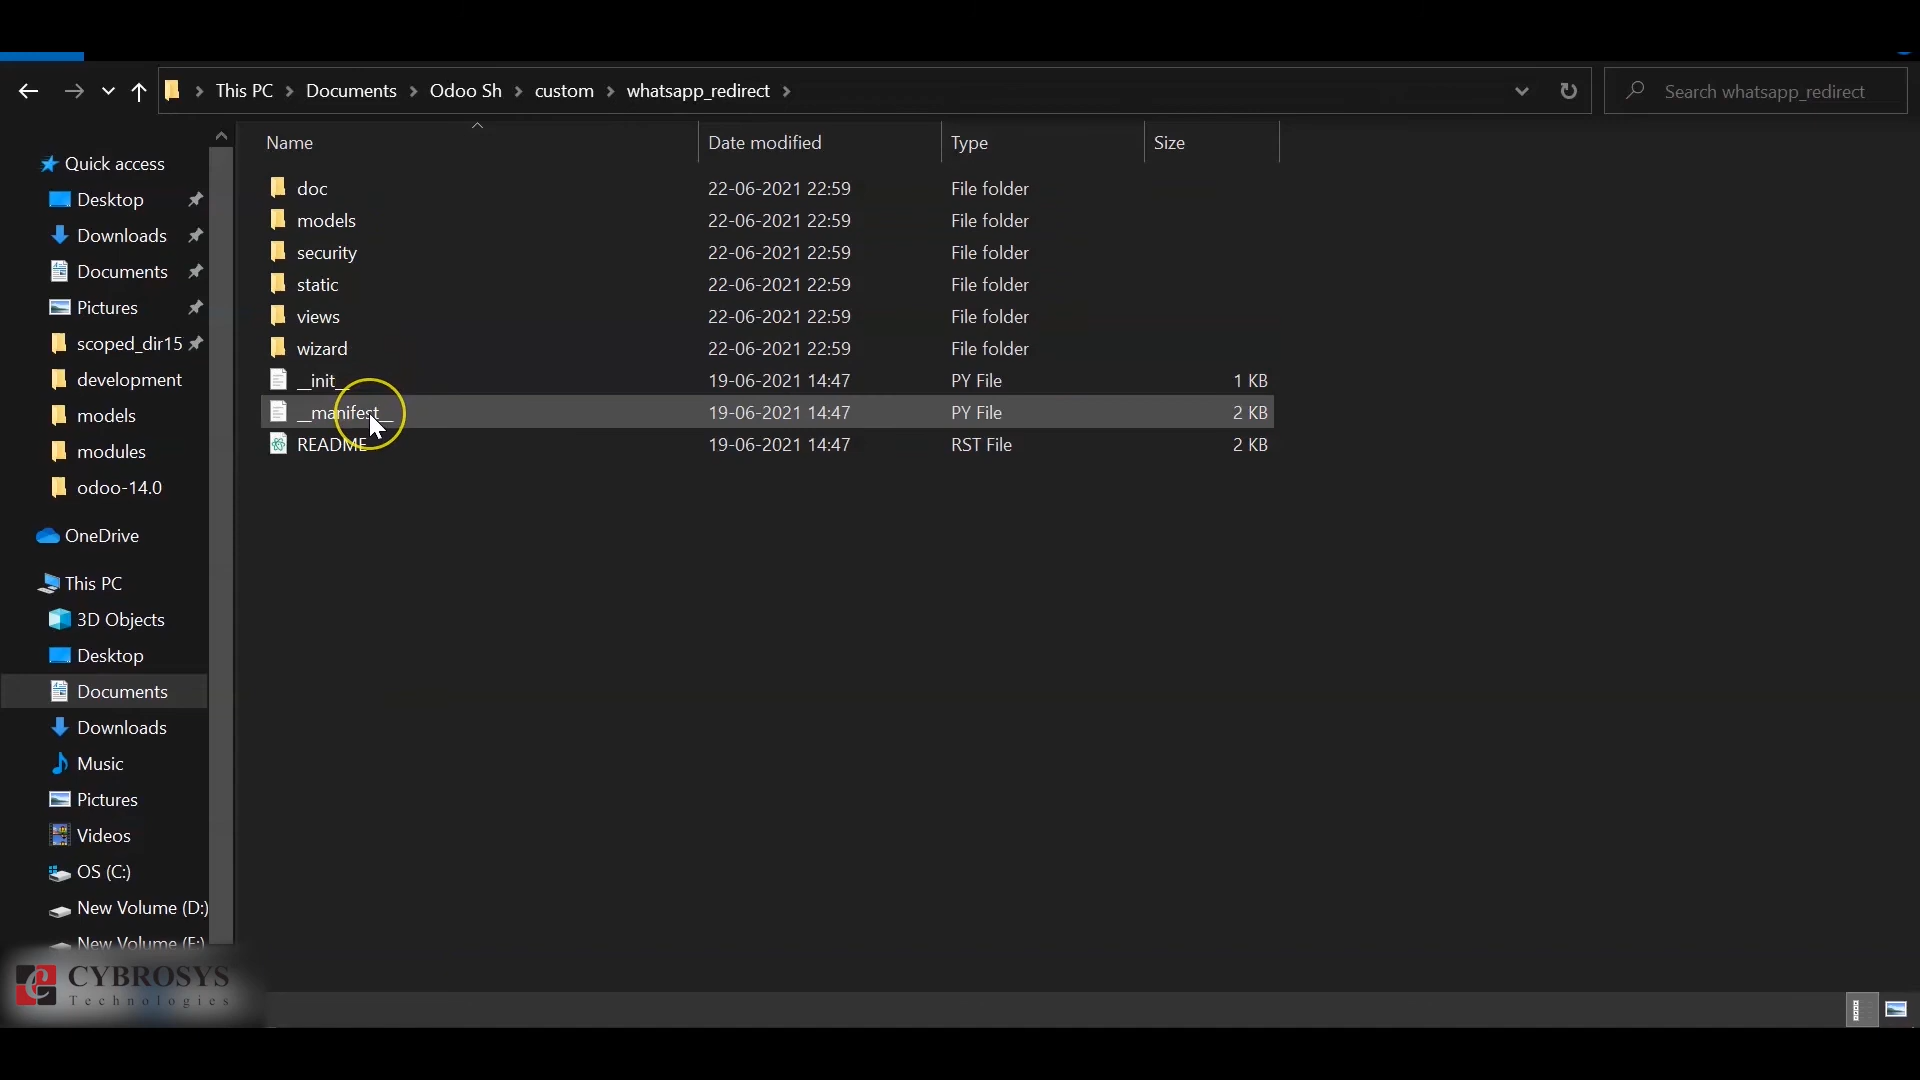 This PC
Documents
Odoo Sh
custom
whatsapp_redirect
Search whatsapp_redirect
Name
Date modified
Type
Size
Quick access
Desktop
Downloads
Documents
Pictures
scoped_dir15
development
models
modules
odoo-14.0
OneDrive
This PC
3D Objects
Desktop
Documents
Downloads
Music
Pictures
Videos
OS (C:)
New Volume (D:)
New Volume (E:)
doc 22-06-2021 22:59 File folder
models 22-06-2021 22:59 File folder
security 22-06-2021 22:59 File folder
static 22-06-2021 22:59 File folder
views 22-06-2021 22:59 File folder
wizard 22-06-2021 22:59 File folder
__init__ 19-06-2021 14:47 PY File 1 KB
__manifest__ 19-06-2021 14:47 PY File 2 KB
README 19-06-2021 14:47 RST File 2 KB
CYBROSYS
Technologies